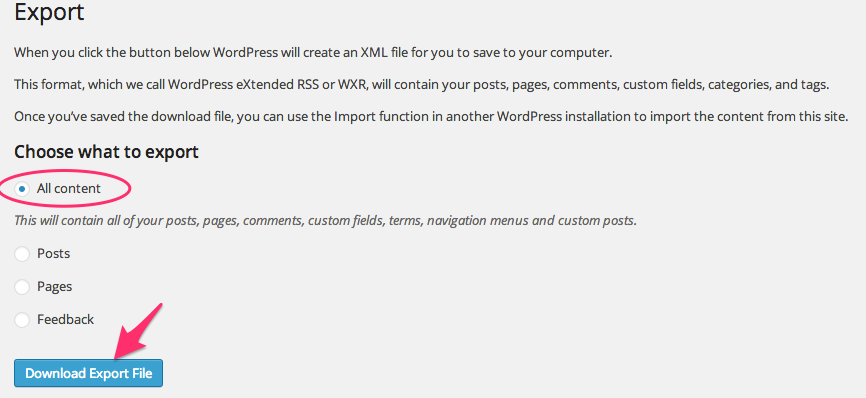 Export
When you click the button below WordPress will create an XML file for you to save to your computer.
This format, which we call WordPress eXtended RSS or WXR, will contain your posts, pages, comments, custom fields, categories, and tags.
Once you’ve saved the download file, you can use the Import function in another WordPress installation to import the content from this site.
Choose what to export
All content
This will contain all of your posts, pages, comments, custom fields, terms, navigation menus and custom posts.
Posts
Pages
Feedback
Download Export File